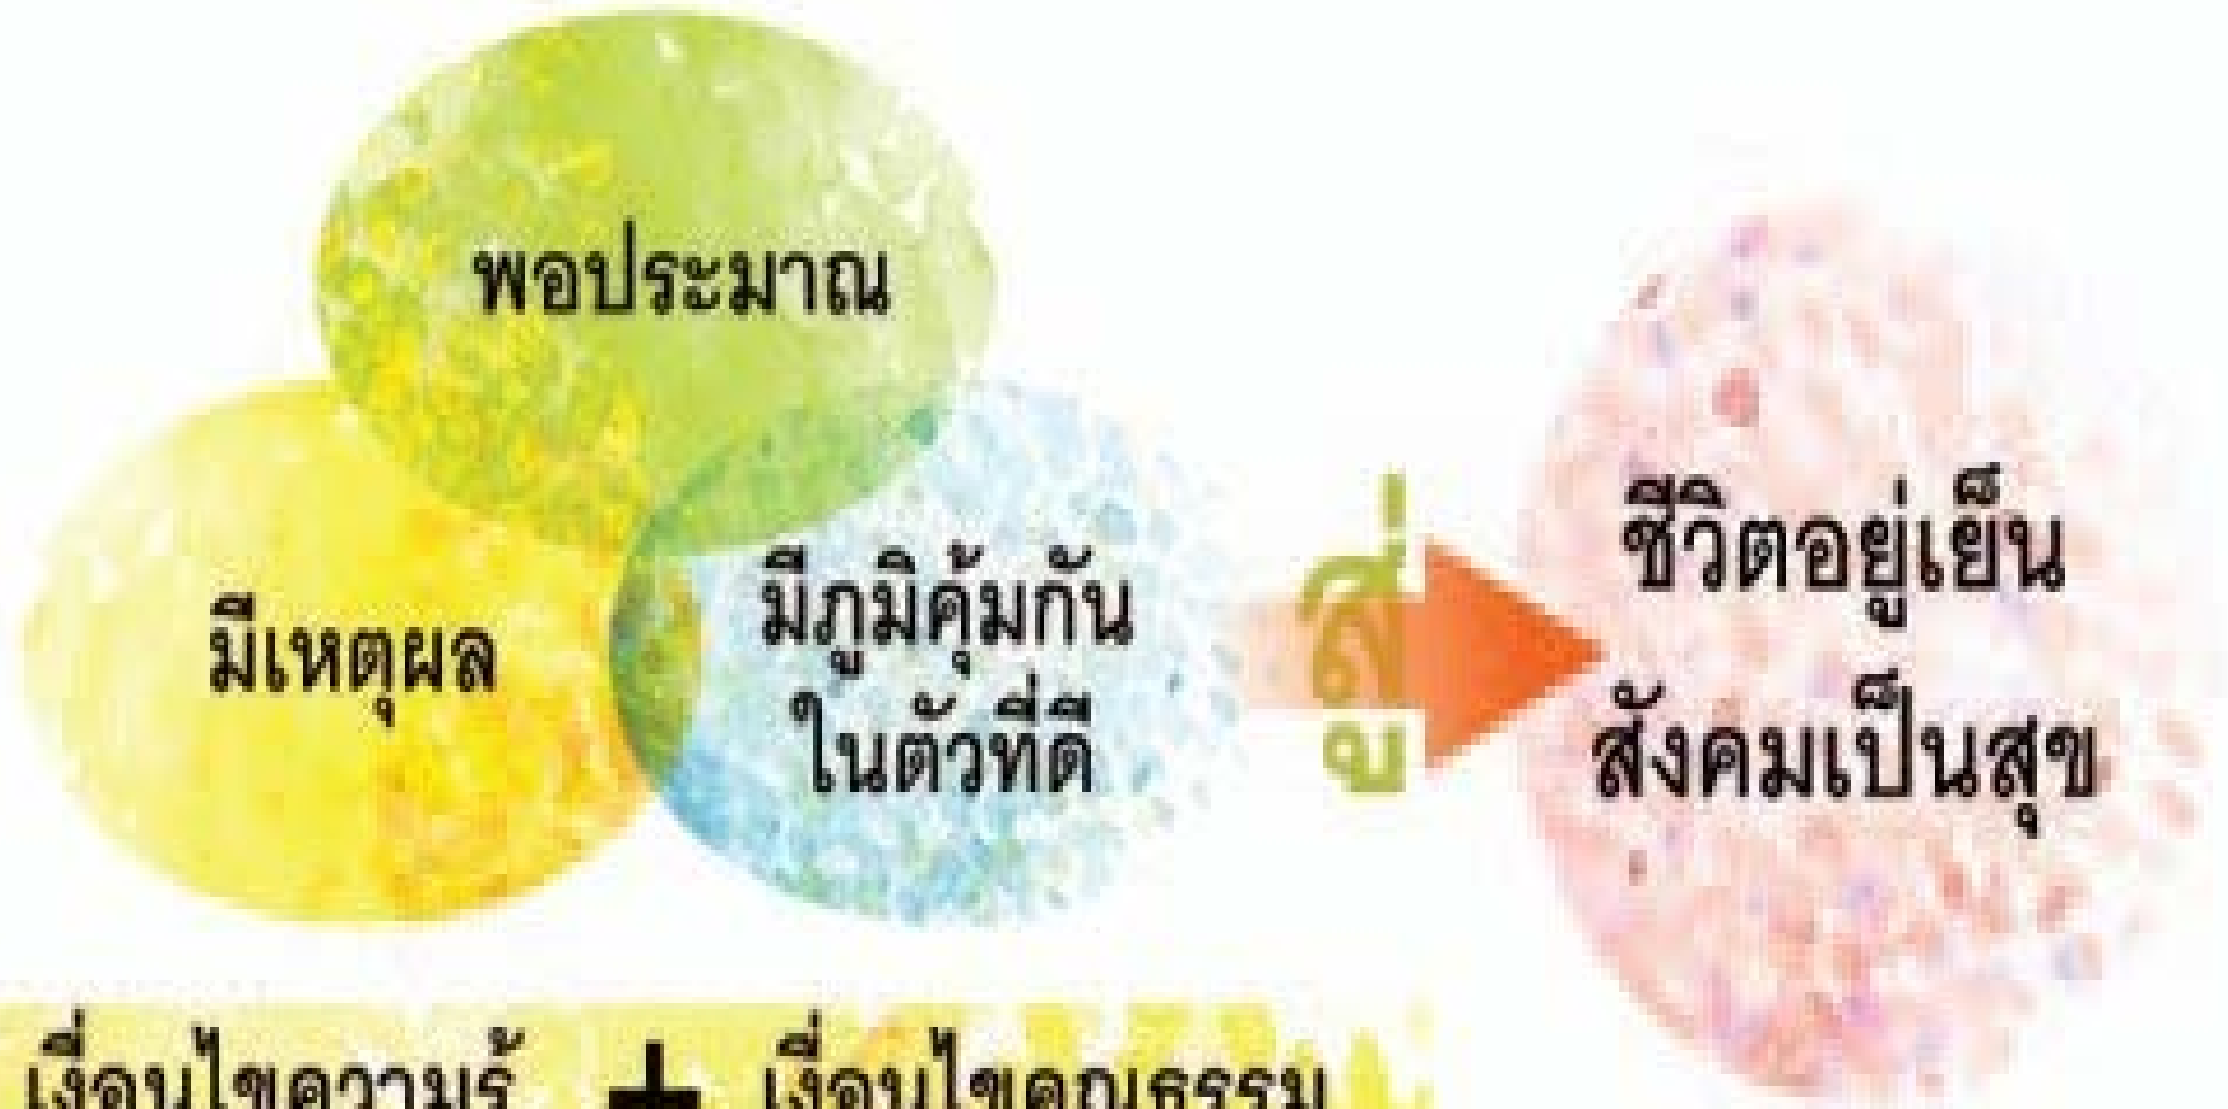 พอประมาณ
มีเหตุผล
มีภูมิคุ้มกัน
ในตัวที่ดี
สู่
ชีวิตอยู่เย็น
สังคมเป็นสุข
เงื่อนไขความรู้ + เงื่อนไขคุณธรรม